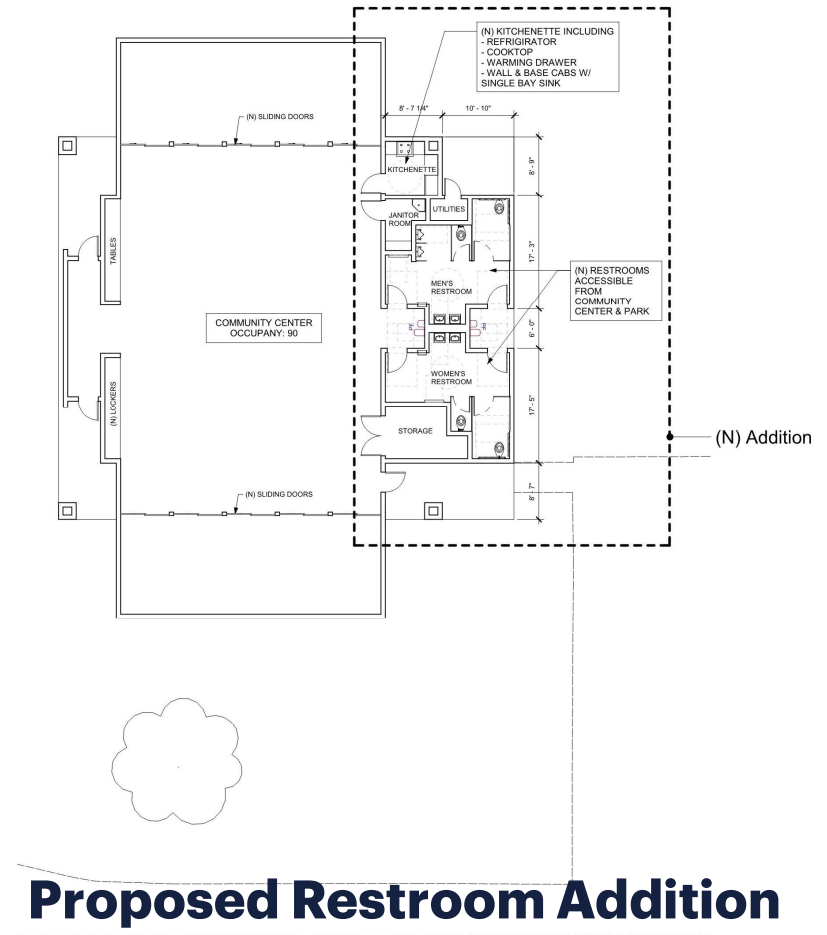 (N) KITCHENETTE INCLUDING
- REFRIGIRATOR
- COOKTOP
- WARMING DRAWER
- WALL & BASE CABS W/
SINGLE BAY SINK
8' - 7 1/4"
10' - 10"
(N) SLIDING DOORS
8' - 9"
KITCHENETTE
UTILITIES
JANITOR
ROOM
TABLES
17' - 3"
(N) RESTROOMS
ACCESSIBLE
FROM
COMMUNITY
CENTER & PARK
MEN'S
RESTROOM
COMMUNITY CENTER
OCCUPANY: 90
6' - 0"
WOMEN'S
RESTROOM
(N) LOCKERS
17' - 5"
STORAGE
(N) Addition
8' - 7"
(N) SLIDING DOORS
Proposed Restroom Addition